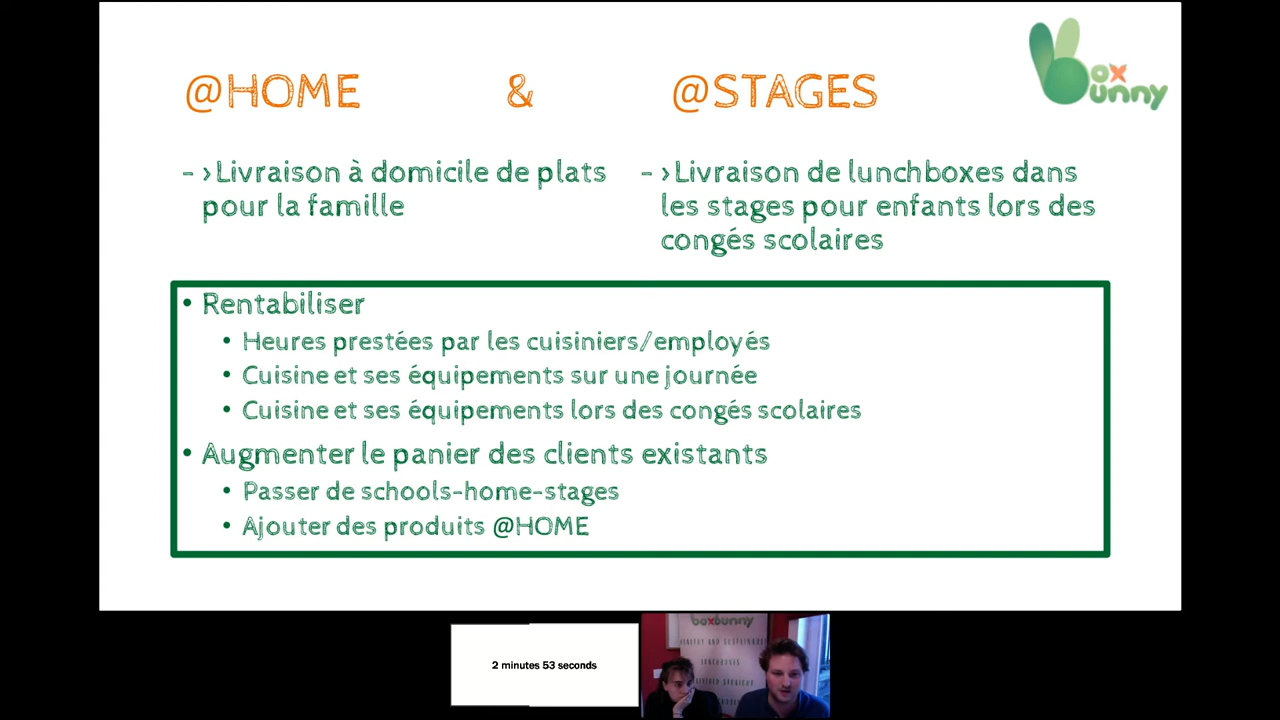 @HOME & @STAGES
box
bunny
- ›Livraison à domicile de plats
pour la famille
- ›Livraison de lunchboxes dans
les stages pour enfants lors des
congés scolaires
• Rentabiliser
• Heures prestées par les cuisiniers/employés
• Cuisine et ses équipements sur une journée
• Cuisine et ses équipements lors des congés scolaires
• Augmenter le panier des clients existants
• Passer de schools-home-stages
• Ajouter des produits @HOME
2 minutes 53 seconds
boxbunny
LUNCHBOXES